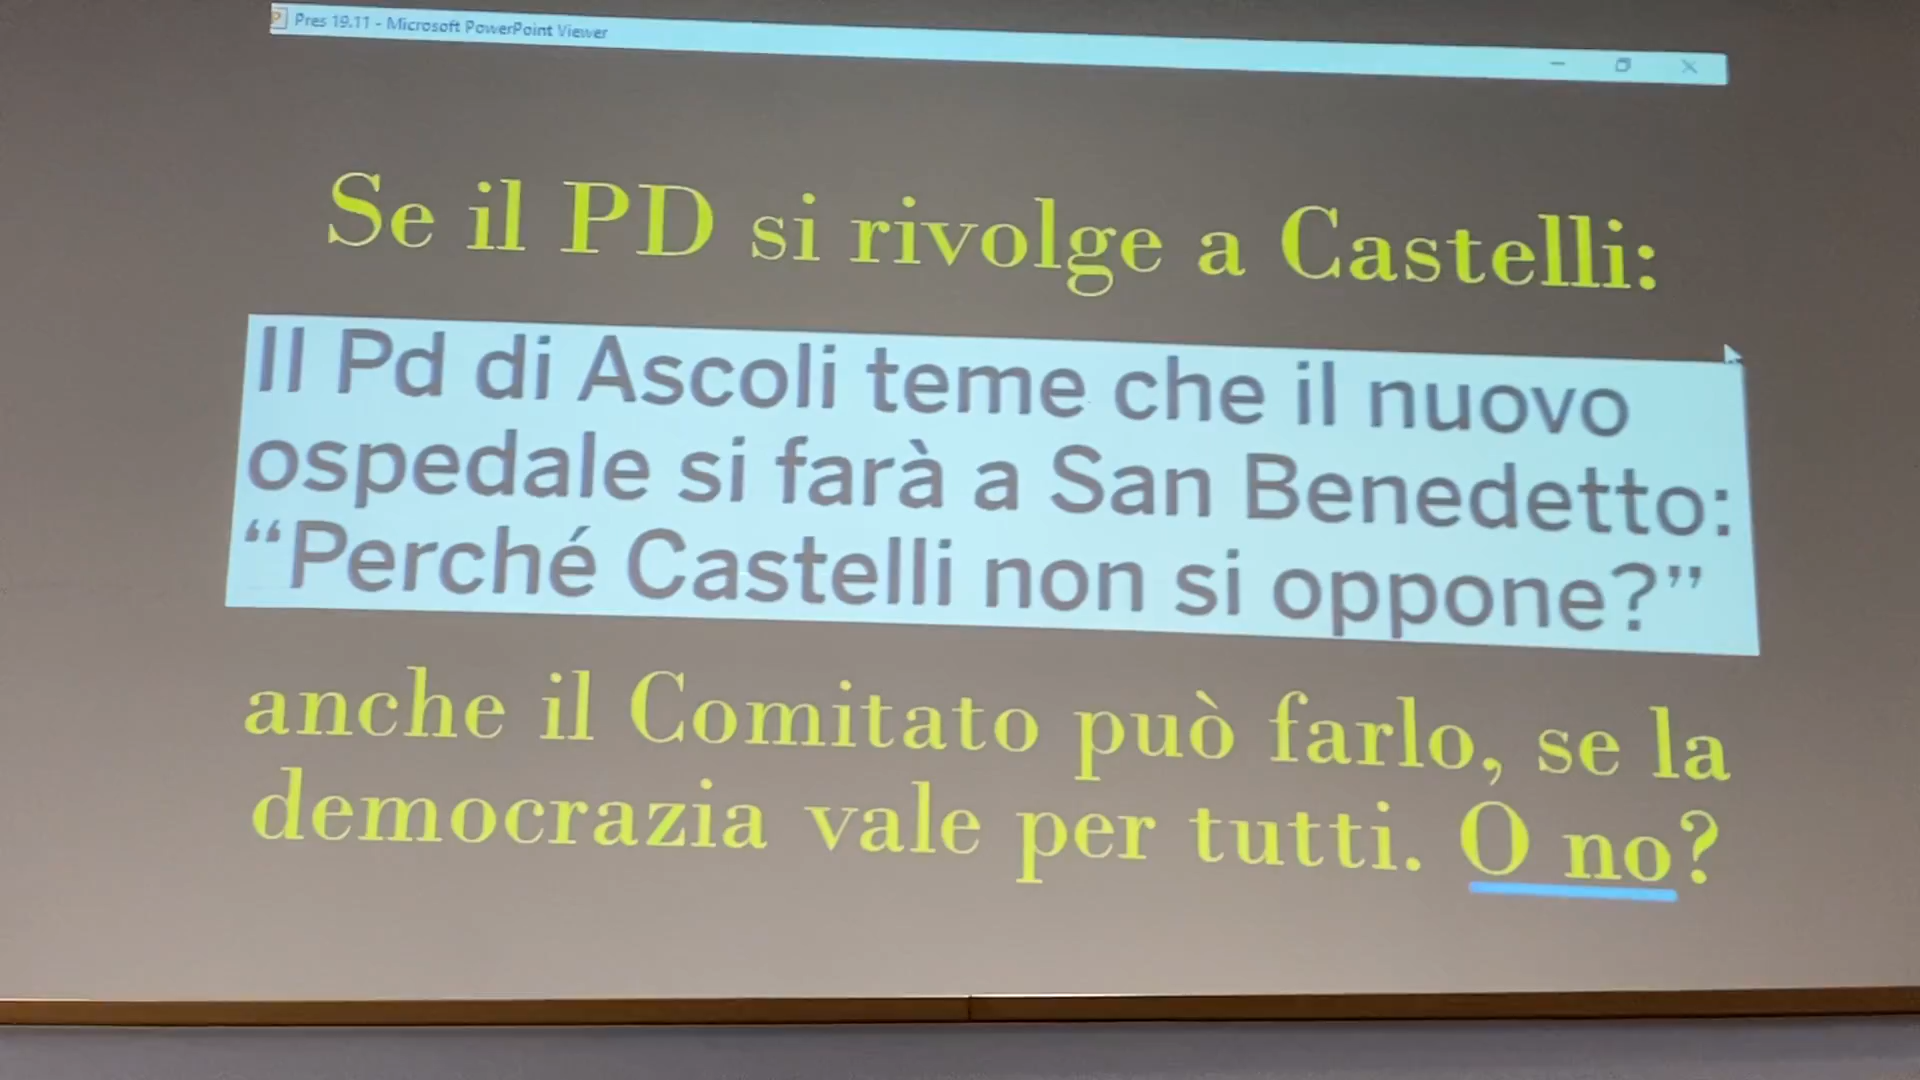 Pres 19.11 - Microsoft PowerPoint Viewer
Se il PD si rivolge a Castelli:
Il Pd di Ascoli teme che il nuovo
ospedale si farà a San Benedetto:
“Perché Castelli non si oppone?”
anche il Comitato può farlo, se la
democrazia vale per tutti. O no?